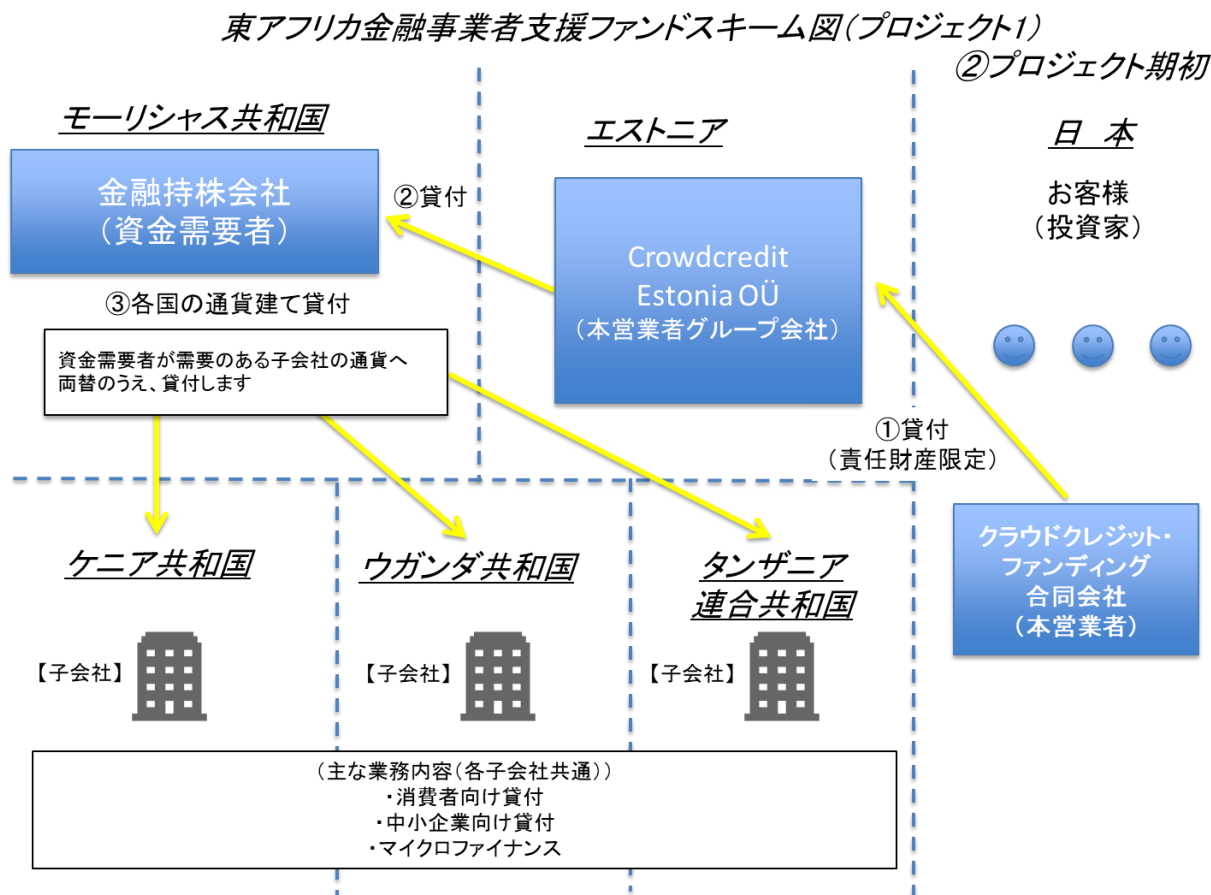 東アフリカ金融事業者支援ファンドスキーム図(プロジェクト1)
②プロジェクト期初
モーリシャス共和国
金融持株会社
(資金需要者)
②貸付
③各国の通貨建て貸付
資金需要者が需要のある子会社の通貨へ
両替のうえ、貸付します
エストニア
Crowdcredit
Estonia OÜ
(本営業者グループ会社)
日 本
お客様
(投資家)
①貸付
(責任財産限定)
クラウドクレジット・
ファンディング
合同会社
(本営業者)
ケニア共和国
【子会社】
ウガンダ共和国
【子会社】
タンザニア
連合共和国
【子会社】
(主な業務内容(各子会社共通))
・消費者向け貸付
・中小企業向け貸付
・マイクロファイナンス